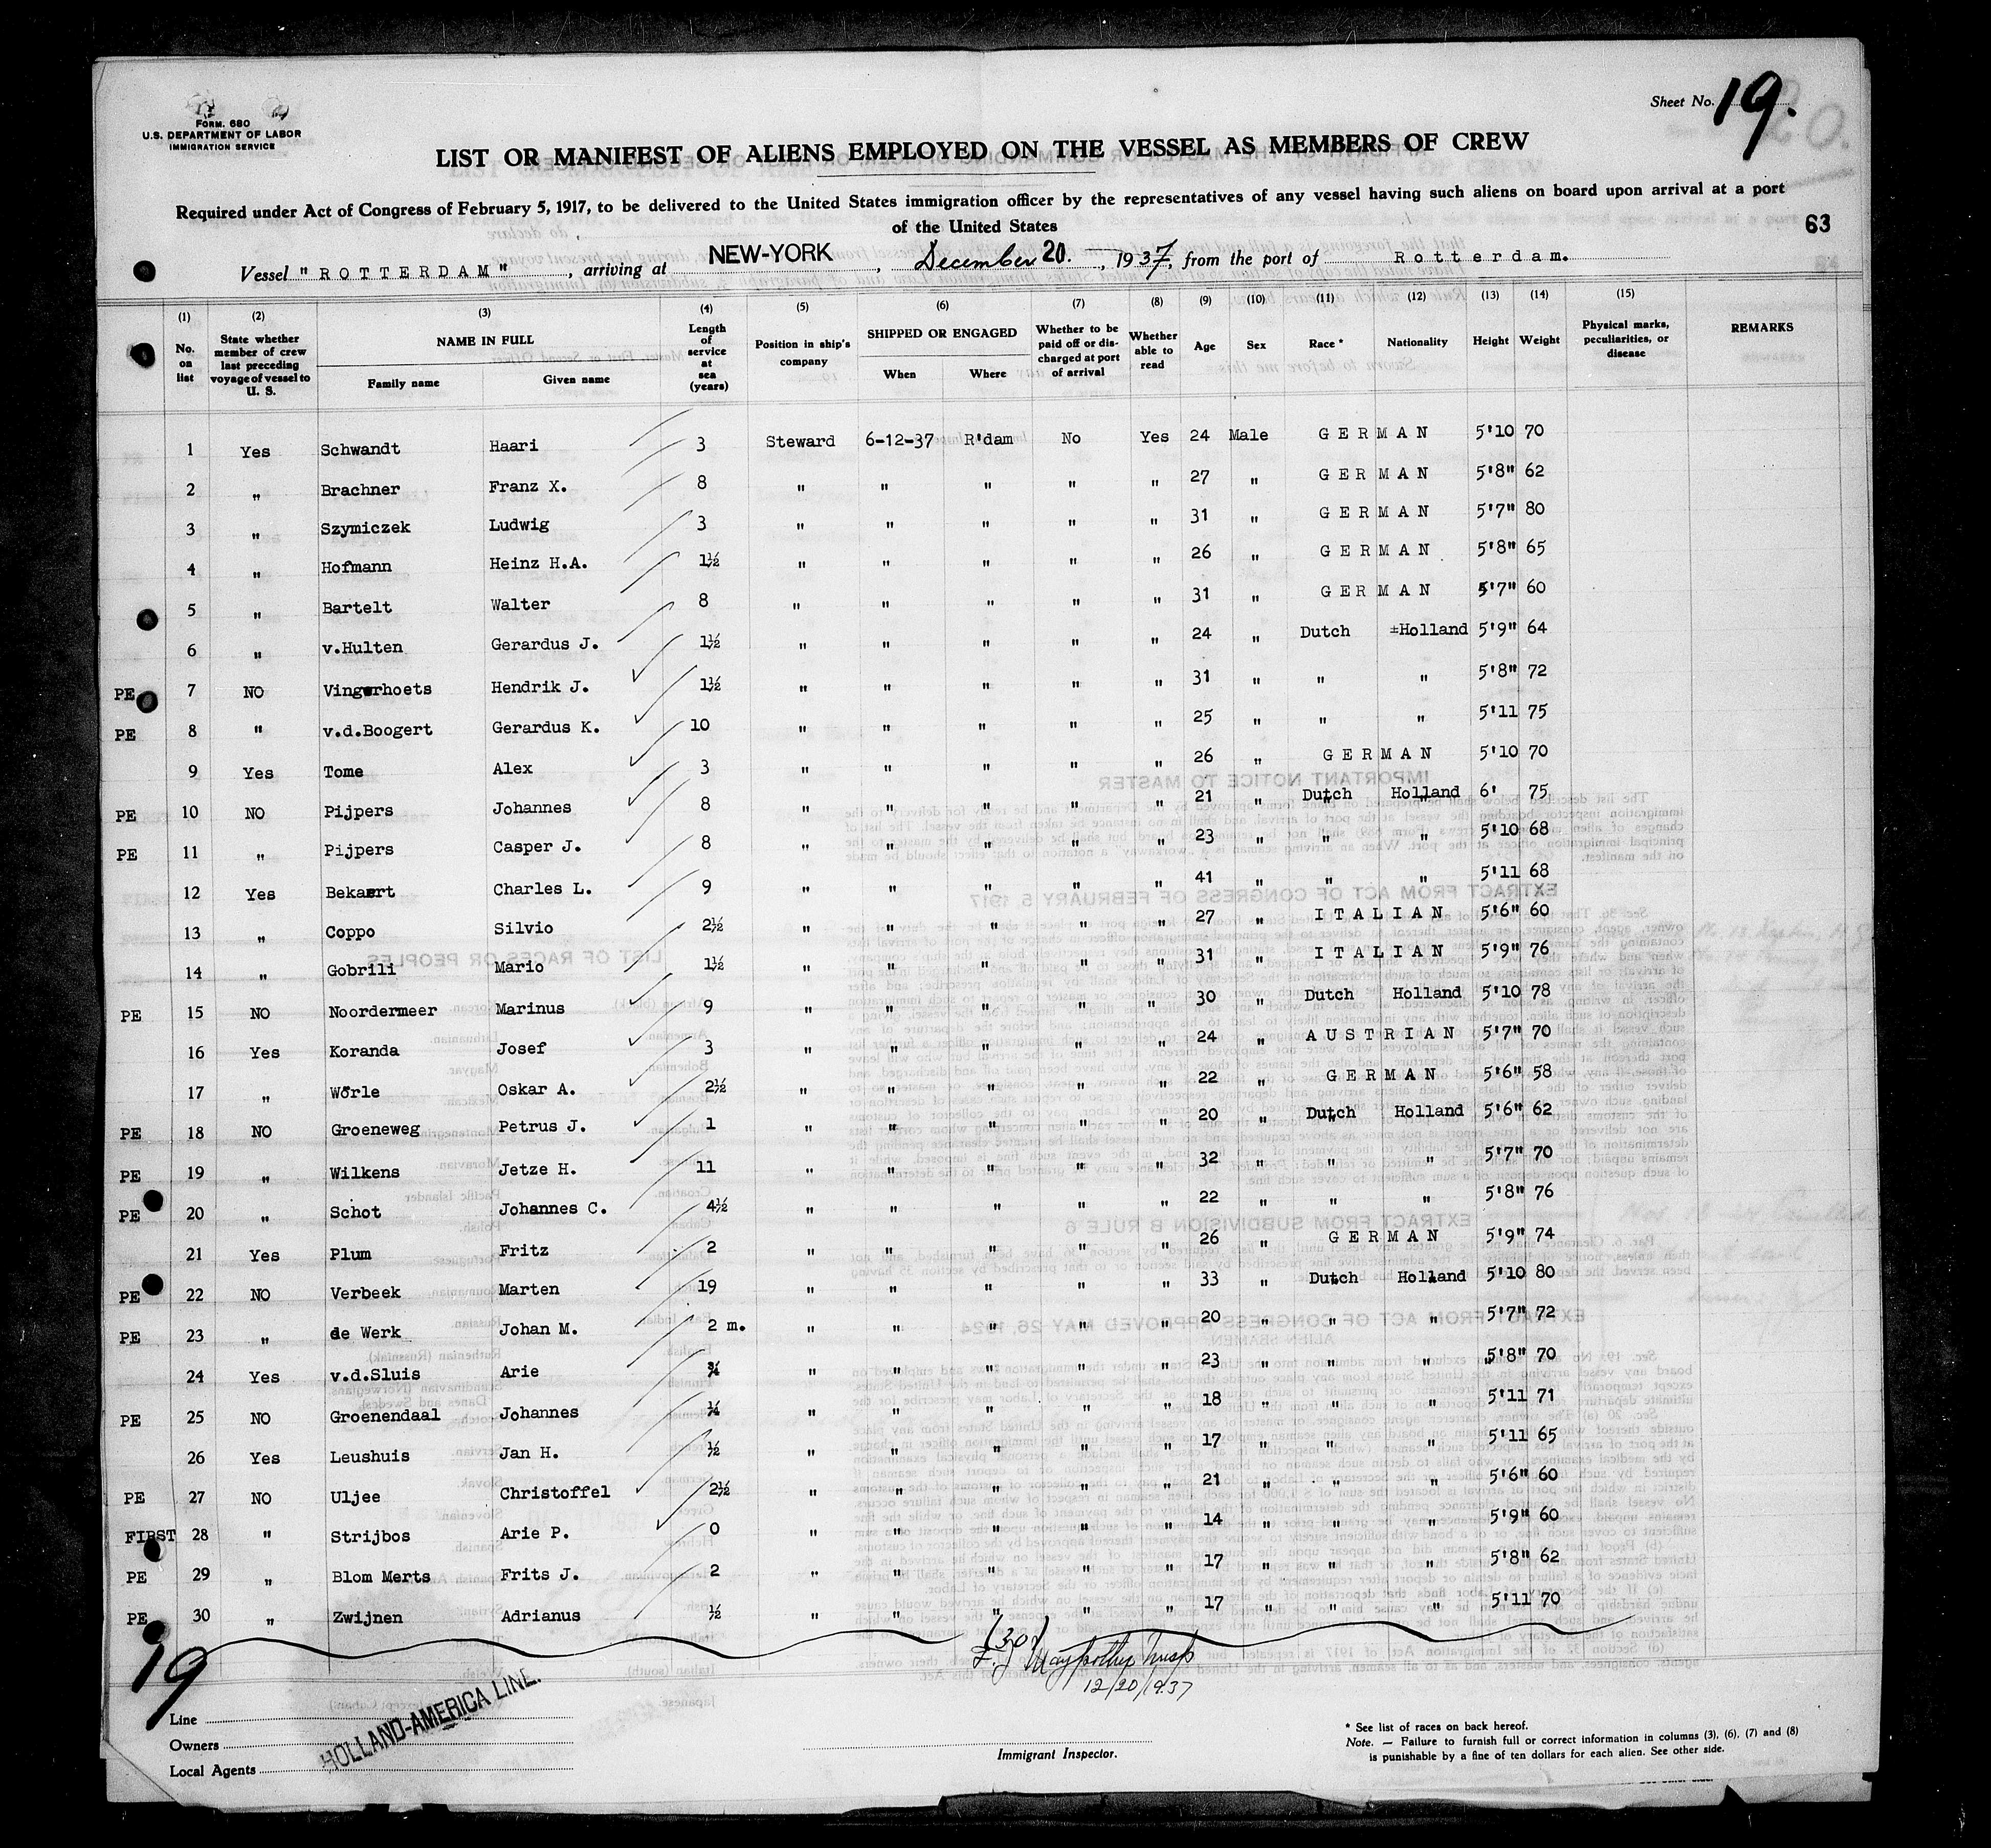 Sheet No. 19.
20.
FORM. 680
U.S. DEPARTMENT OF LABOR
IMMIGRATION SERVICE
LIST OR MANIFEST OF ALIENS EMPLOYED ON THE VESSEL AS MEMBERS OF CREW
Required under Act of Congress of February 5, 1917, to be delivered to the United States immigration officer by the representatives of any vessel having such aliens on board upon arrival at a port
of the United States
63
Vessel "ROTTERDAM", arriving at NEW-YORK, December 20., 1937, from the port of Rotterdam.
(1) (2) (3) (4) (5) (6) (7) (8) (9) (10) (11) (12) (13) (14) (15)
No. on list State whether member of crew last preceding voyage of vessel to U. S. NAME IN FULL Family name Given name Length of service at sea (years) Position in ship's company SHIPPED OR ENGAGED When Where Whether to be paid off or discharged at port of arrival Whether able to read Age Sex Race * Nationality Height Weight Physical marks, peculiarities, or disease REMARKS
1 Yes Schwandt Haari 3 Steward 6-12-37 R'dam No Yes 24 Male GERMAN 5'10 70
2 " Brachner Franz X. 8 " " " " " 27 " GERMAN 5'8" 62
3 " Szymiczek Ludwig 3 " " " " " 31 " GERMAN 5'7" 80
4 " Hofmann Heinz H.A. 1½ " " " " " 26 " GERMAN 5'8" 65
5 " Bartelt Walter 8 " " " " " 31 " GERMAN 5'7" 60
6 " v.Hulten Gerardus J. 1½ " " " " " 24 " Dutch ±Holland 5'9" 64
PE 7 NO Vingerhoets Hendrik J. 1½ " " " " " 31 " " " 5'8" 72
PE 8 " v.d.Boogert Gerardus K. 10 " " " " " 25 " " " 5'11 75
9 Yes Tome Alex 3 " " " " " 26 " GERMAN 5'10 70
PE 10 NO Pijpers Johannes 8 " " " " " 21 " Dutch Holland 6' 75
PE 11 " Pijpers Casper J. 8 " " " " " 23 " " " 5'10 68
12 Yes Bekaert Charles L. 9 " " " " " 41 " " " 5'11 68
13 " Coppo Silvio 2½ " " " " " 27 " ITALIAN 5'6" 60
14 " Gobrili Mario 1½ " " " " " 31 " ITALIAN 5'9" 76
PE 15 NO Noordermeer Marinus 9 " " " " " 30 " Dutch Holland 5'10 78
16 Yes Koranda Josef 3 " " " " " 24 " AUSTRIAN 5'7" 70
17 " Wörle Oskar A. 2½ " " " " " 22 " GERMAN 5'6" 58
PE 18 NO Groeneweg Petrus J. 1 " " " " " 20 " Dutch Holland 5'6" 62
PE 19 " Wilkens Jetze H. 11 " " " " " 32 " " " 5'7" 70
PE 20 " Schot Johannes C. 4½ " " " " " 22 " " " 5'8" 76
21 Yes Plum Fritz 2 " " " " " 26 " GERMAN 5'9" 74
PE 22 NO Verbeek Marten 19 " " " " " 33 " Dutch Holland 5'10 80
PE 23 " de Werk Johan M. 2 m. " " " " " 20 " " " 5'7" 72
24 Yes v.d.Sluis Arie ¾ " " " " " 23 " " " 5'8" 70
PE 25 NO Groenendaal Johannes ¼ " " " " " 18 " " " 5'11 71
26 Yes Leushuis Jan H. ½ " " " " " 17 " " " 5'11 65
PE 27 NO Uljee Christoffel 2½ " " " " " 21 " " " 5'6" 60
FIRST 28 " Strijbos Arie P. 0 " " " " " 14 " " " 5'9" 60
PE 29 " Blom Merts Frits J. 2 " " " " " 17 " " " 5'8" 62
PE 30 " Zwijnen Adrianus ½ " " " " " 17 " " " 5'11 70
(30)
19
12/20/1937
Line
Owners
Local Agents
HOLLAND-AMERICA LINE.
Immigrant Inspector.
* See list of races on back hereof.
Note. — Failure to furnish full or correct information in columns (3), (6), (7) and (8)
is punishable by a fine of ten dollars for each alien. See other side.